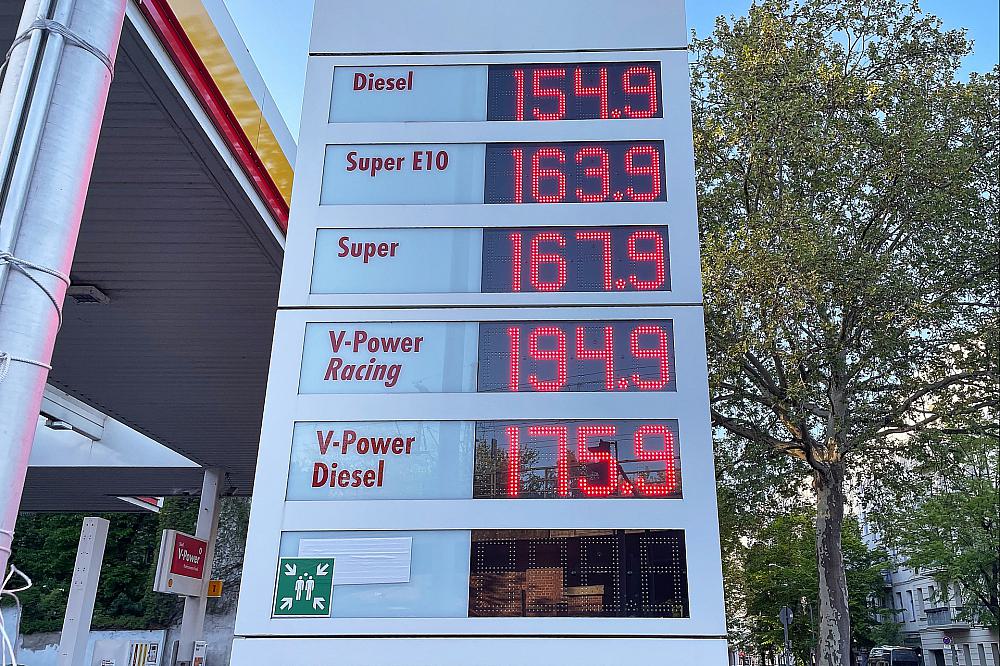 Diesel 154.9
Super E10 163.9
Super 167.9
V-Power
Racing 194.9
V-Power
Diesel 175.9
V-Power